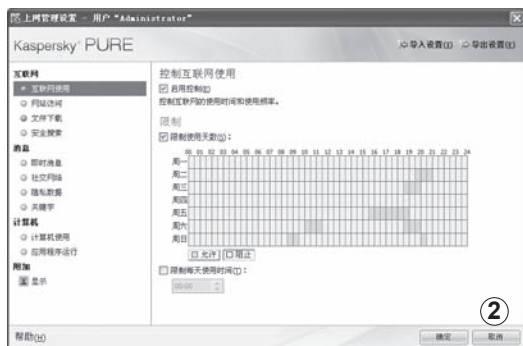 上网管理设置 - 用户 "Administrator"
Kaspersky PURE
导入设置(I) 导出设置(E)
互联网
互联网使用
网站访问
文件下载
安全搜索
消息
即时消息
社交网络
隐私数据
关键字
计算机
计算机使用
应用程序运行
附加
显示
控制互联网使用
启用控制(E)
控制互联网的使用时间和使用频率。
限制
限制使用天数(S)：
00 01 02 03 04 05 06 07 08 09 10 11 12 13 14 15 16 17 18 19 20 21 22 23 24
周一
周二
周三
周四
周五
周六
周日
允许 阻止
限制每天使用时间(T)：
00:00
②
帮助(H)
确定 取消